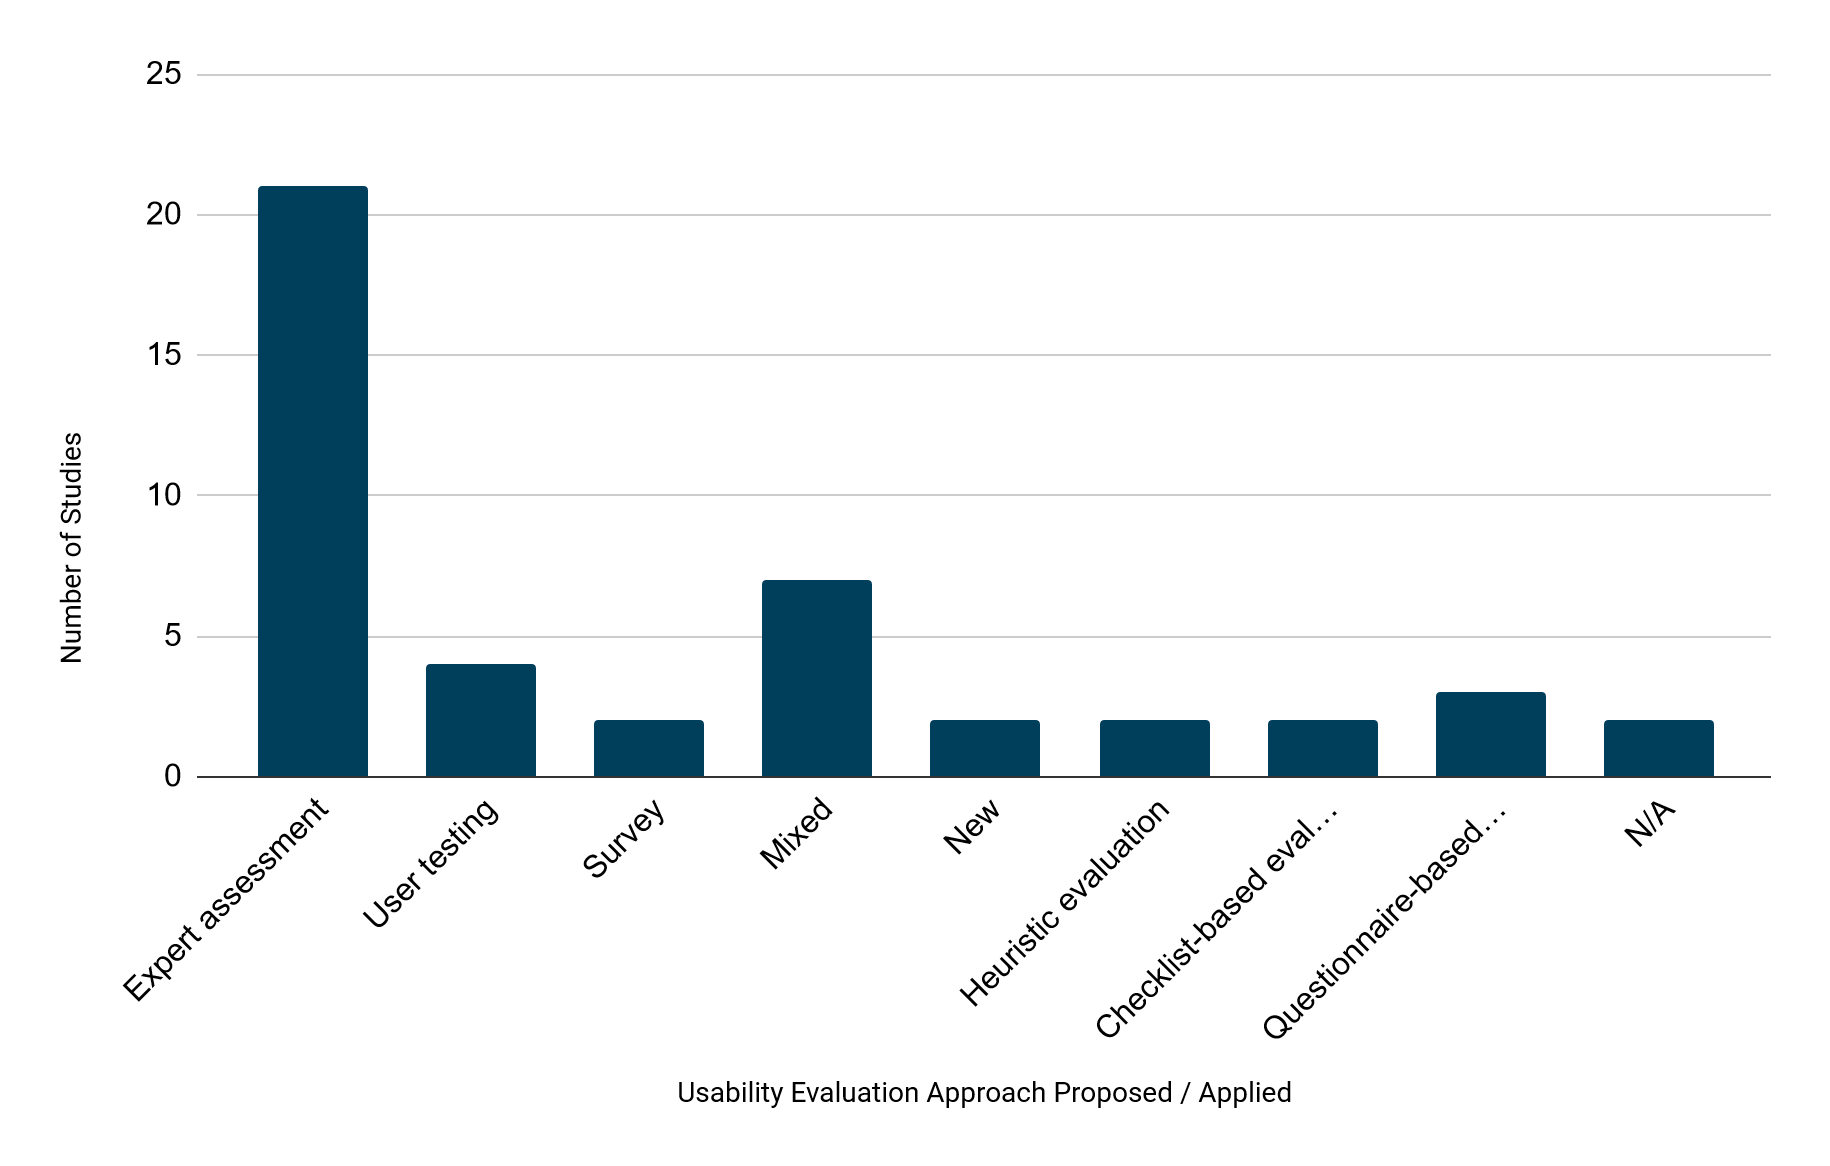 25
20
15
10
5
0
Number of Studies
Expert assessment
User testing
Survey
Mixed
New
Heuristic evaluation
Checklist-based eval…
Questionnaire-based…
N/A
Usability Evaluation Approach Proposed / Applied